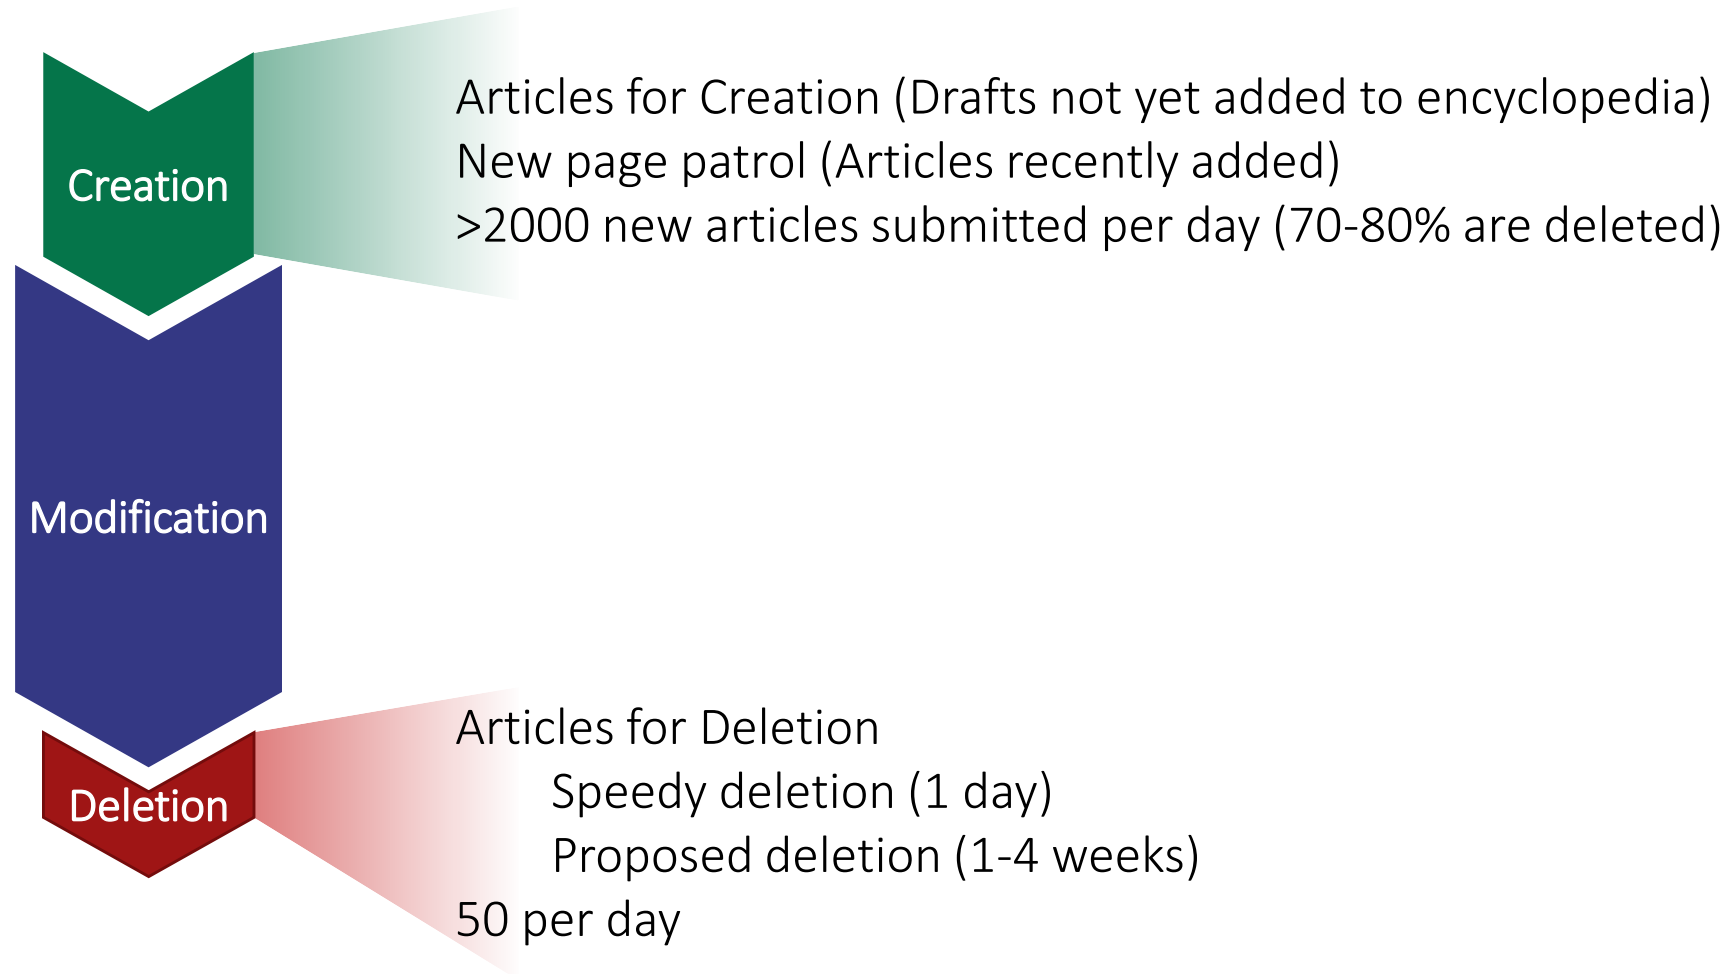 Creation
Articles for Creation (Drafts not yet added to encyclopedia)
New page patrol (Articles recently added)
>2000 new articles submitted per day (70-80% are deleted)
Modification
Deletion
Articles for Deletion
Speedy deletion (1 day)
Proposed deletion (1-4 weeks)
50 per day